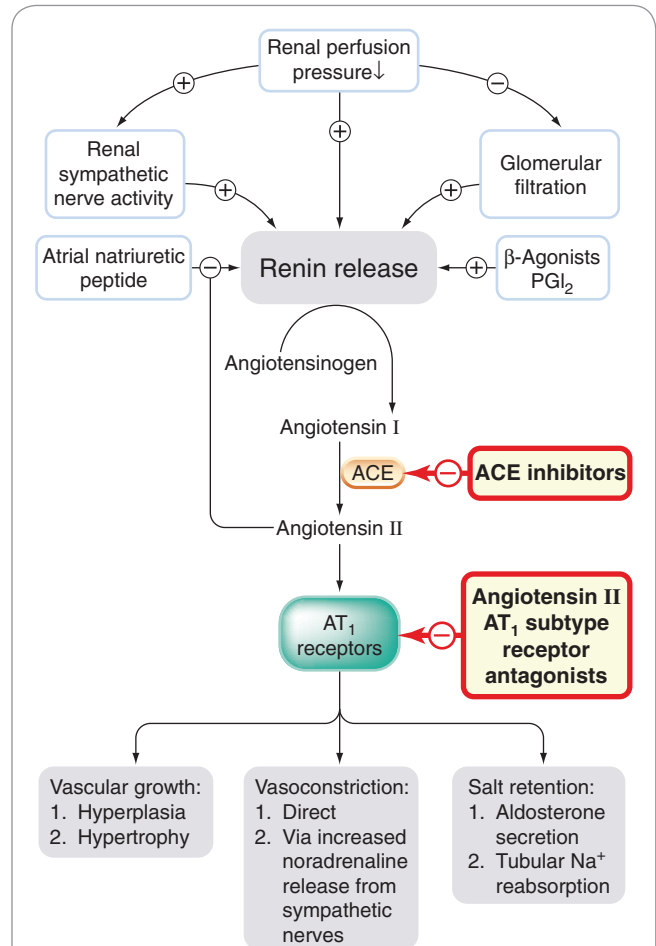 Renal perfusion
pressure↓
+
−
+
Renal
sympathetic
nerve activity
+
Glomerular
filtration
+
Atrial natriuretic
peptide
−
Renin release
+
β-Agonists
PGI₂
Angiotensinogen
Angiotensin I
ACE
−
ACE inhibitors
Angiotensin II
AT₁
receptors
−
Angiotensin II
AT₁ subtype
receptor
antagonists
Vascular growth:
1. Hyperplasia
2. Hypertrophy
Vasoconstriction:
1. Direct
2. Via increased
noradrenaline
release from
sympathetic
nerves
Salt retention:
1. Aldosterone
secretion
2. Tubular Na⁺
reabsorption